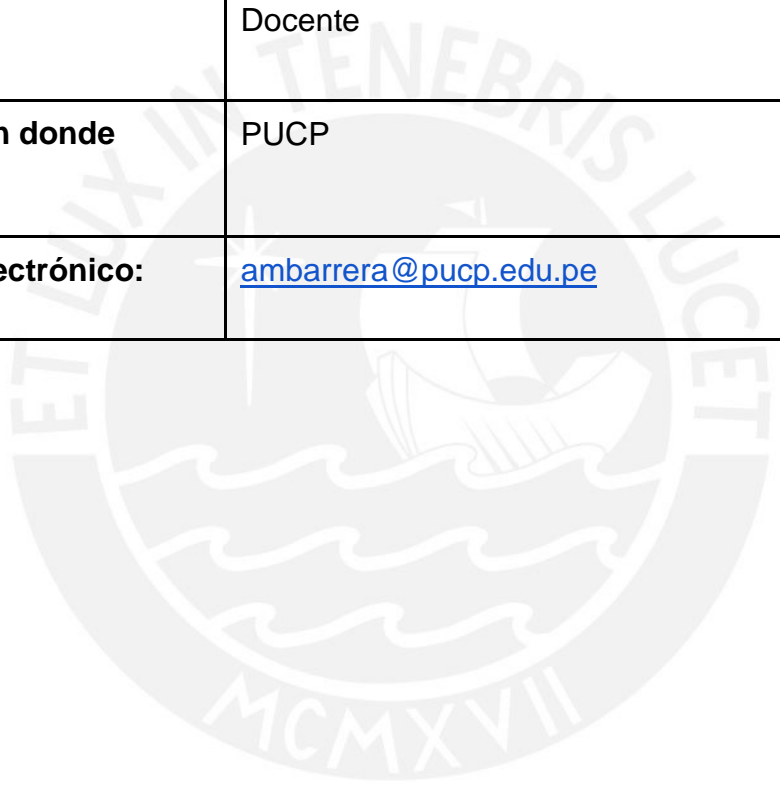 Docente
n donde PUCP
ectrónico: ambarrera@pucp.edu.pe
ET LUX IN TENEBRIS LUCET
MCMXVII